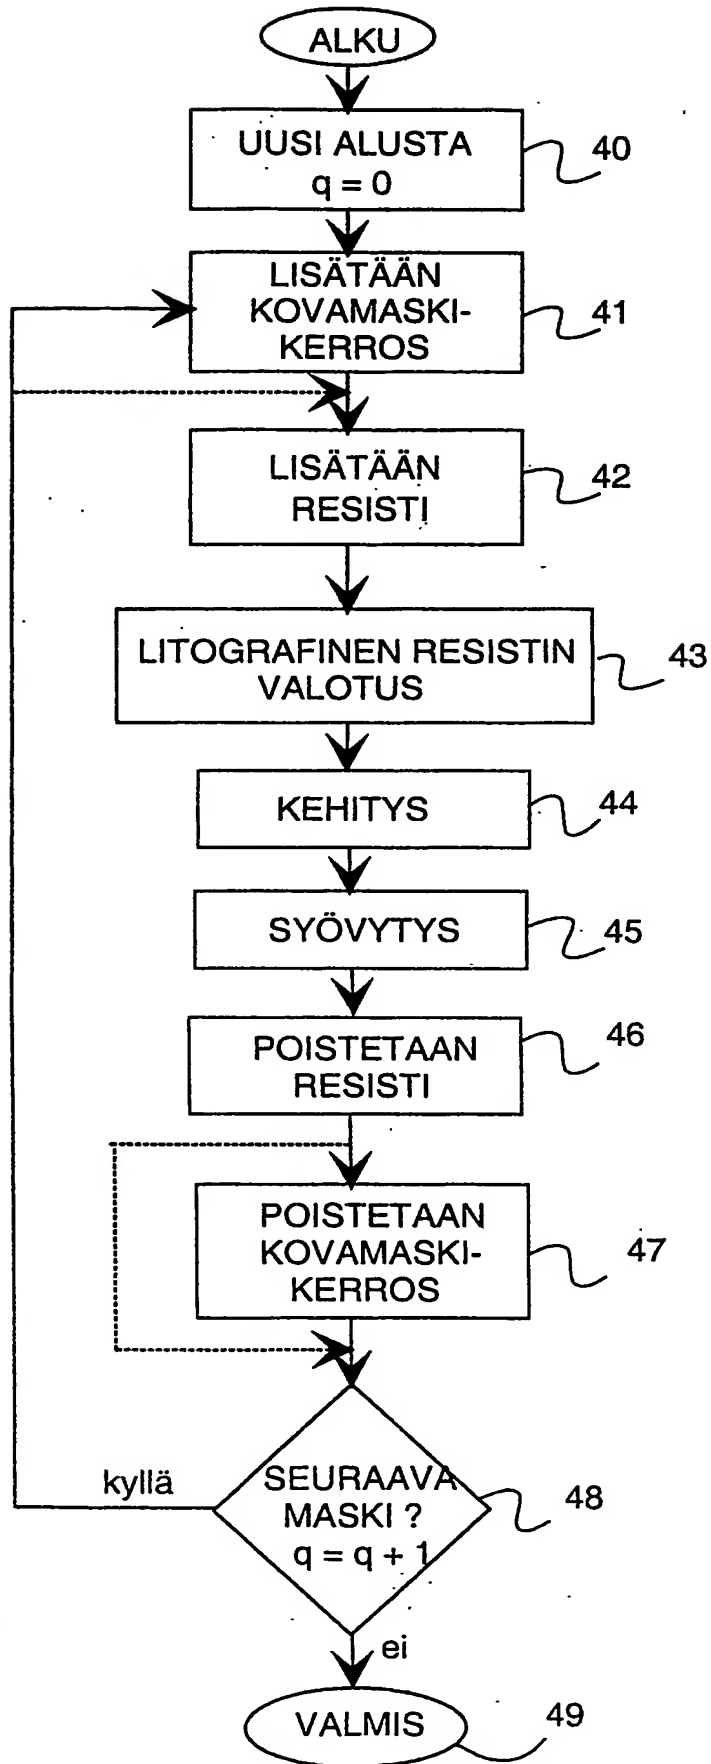 ALKU
UUSI ALUSTA
q = 0
40
LISÄTÄÄN
KOVAMASKI-
KERROS
41
LISÄTÄÄN
RESISTI
42
LITOGRAFINEN RESISTIN
VALOTUS
43
KEHITYS
44
SYÖVYTYS
45
POISTETAAN
RESISTI
46
POISTETAAN
KOVAMASKI-
KERROS
47
kyllä
SEURAAVA
MASKI ?
q = q + 1
48
ei
VALMIS
49